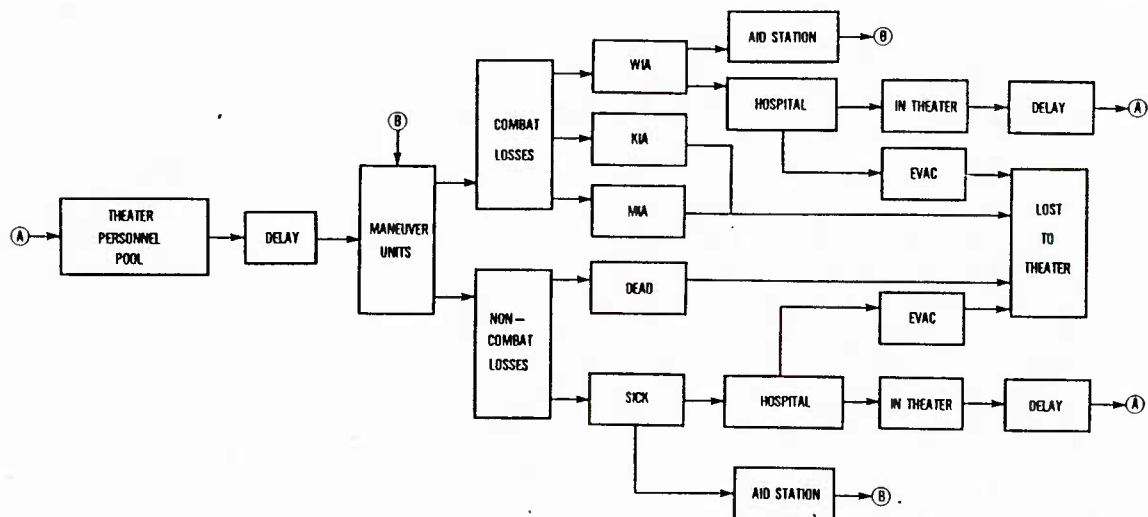 AID STATION
B
WIA
HOSPITAL
IN THEATER
DELAY
A
B
COMBAT
LOSSES
KIA
EVAC
MIA
LOST
TO
THEATER
A
THEATER
PERSONNEL
POOL
DELAY
MANEUVER
UNITS
DEAD
EVAC
NON-
COMBAT
LOSSES
SICK
HOSPITAL
IN THEATER
DELAY
A
AID STATION
B